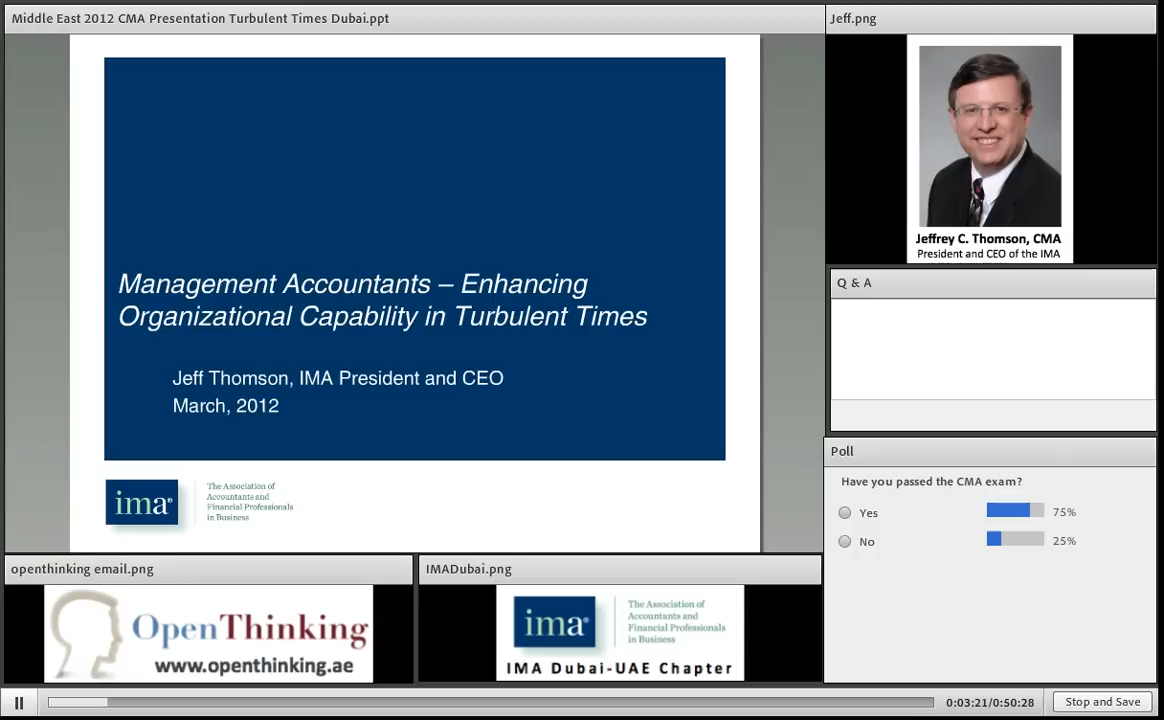 Middle East 2012 CMA Presentation Turbulent Times Dubai.ppt
Management Accountants – Enhancing
Organizational Capability in Turbulent Times
Jeff Thomson, IMA President and CEO
March, 2012
ima®
The Association of
Accountants and
Financial Professionals
in Business
Jeff.png
Jeffrey C. Thomson, CMA
President and CEO of the IMA
Q & A
Poll
Have you passed the CMA exam?
Yes 75%
No 25%
openthinking email.png
OpenThinking
www.openthinking.ae
IMADubai.png
ima®
The Association of
Accountants and
Financial Professionals
in Business
IMA Dubai-UAE Chapter
0:03:21/0:50:28
Stop and Save